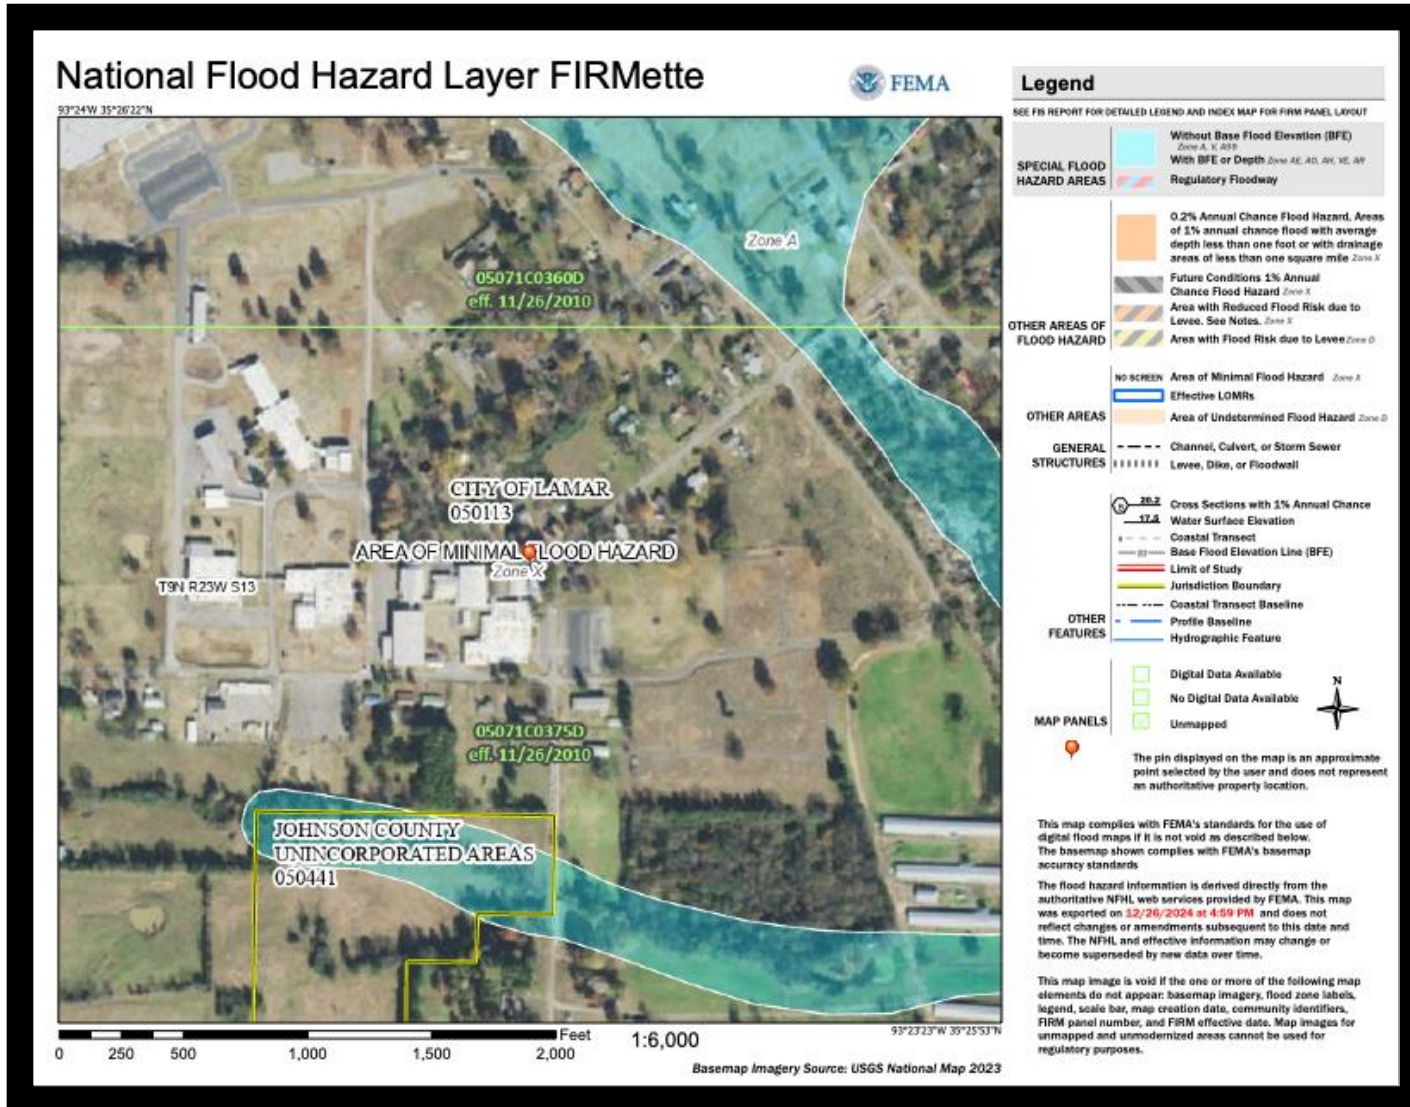 National Flood Hazard Layer FIRMette
FEMA
93°24'W 35°26'22"N
Zone A
05071C0360D
eff. 11/26/2010
CITY OF LAMAR
050113
AREA OF MINIMAL FLOOD HAZARD
Zone X
T9N R23W S13
05071C0375D
eff. 11/26/2010
JOHNSON COUNTY
UNINCORPORATED AREAS
050441
93°23'23"W 35°25'53"N
Feet
1:6,000
0 250 500 1,000 1,500 2,000
Basemap Imagery Source: USGS National Map 2023
Legend
SEE FIS REPORT FOR DETAILED LEGEND AND INDEX MAP FOR FIRM PANEL LAYOUT
SPECIAL FLOOD
HAZARD AREAS
Without Base Flood Elevation (BFE)
Zone A, V, A99
With BFE or Depth Zone AE, AO, AH, VE, AR
Regulatory Floodway
OTHER AREAS OF
FLOOD HAZARD
0.2% Annual Chance Flood Hazard, Areas
of 1% annual chance flood with average
depth less than one foot or with drainage
areas of less than one square mile Zone X
Future Conditions 1% Annual
Chance Flood Hazard Zone X
Area with Reduced Flood Risk due to
Levee. See Notes. Zone X
Area with Flood Risk due to Levee Zone D
OTHER AREAS
NO SCREEN Area of Minimal Flood Hazard Zone X
Effective LOMRs
Area of Undetermined Flood Hazard Zone D
GENERAL
STRUCTURES
Channel, Culvert, or Storm Sewer
Levee, Dike, or Floodwall
OTHER
FEATURES
20.2 Cross Sections with 1% Annual Chance
17.5 Water Surface Elevation
Coastal Transect
Base Flood Elevation Line (BFE)
Limit of Study
Jurisdiction Boundary
Coastal Transect Baseline
Profile Baseline
Hydrographic Feature
MAP PANELS
Digital Data Available
No Digital Data Available
Unmapped
N
The pin displayed on the map is an approximate
point selected by the user and does not represent
an authoritative property location.
This map complies with FEMA's standards for the use of
digital flood maps if it is not void as described below.
The basemap shown complies with FEMA's basemap
accuracy standards
The flood hazard information is derived directly from the
authoritative NFHL web services provided by FEMA. This map
was exported on 12/26/2024 at 4:59 PM and does not
reflect changes or amendments subsequent to this date and
time. The NFHL and effective information may change or
become superseded by new data over time.
This map image is void if the one or more of the following map
elements do not appear: basemap imagery, flood zone labels,
legend, scale bar, map creation date, community identifiers,
FIRM panel number, and FIRM effective date. Map images for
unmapped and unmodernized areas cannot be used for
regulatory purposes.